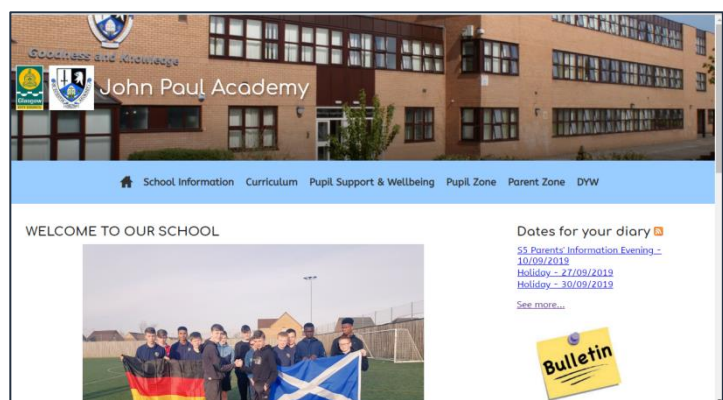 Goodness and Knowledge
Glasgow
John Paul Academy
School Information Curriculum Pupil Support & Wellbeing Pupil Zone Parent Zone DYW
WELCOME TO OUR SCHOOL
Dates for your diary
S5 Parents' Information Evening -
10/09/2019
Holiday - 27/09/2019
Holiday - 30/09/2019
See more...
Bulletin